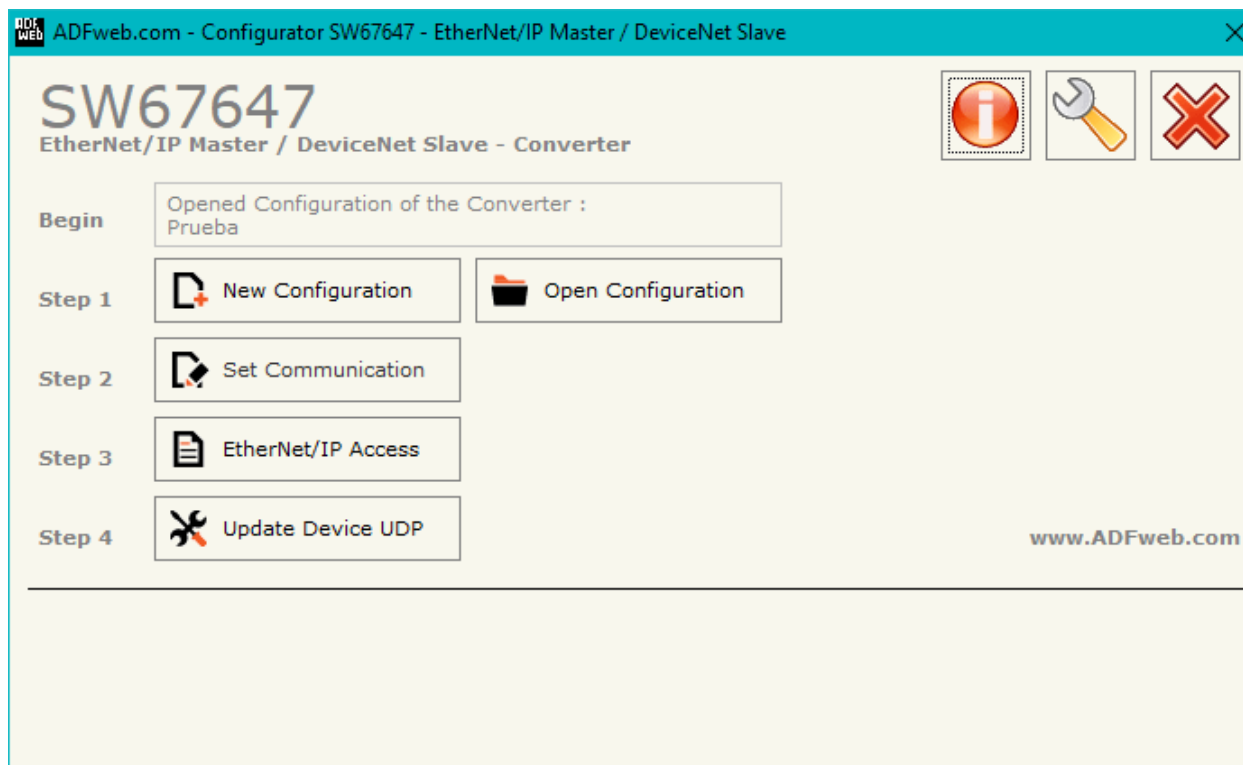 ADF web ADFweb.com - Configurator SW67647 - EtherNet/IP Master / DeviceNet Slave
SW67647
EtherNet/IP Master / DeviceNet Slave - Converter
Begin
Opened Configuration of the Converter :
Prueba
Step 1 New Configuration Open Configuration
Step 2 Set Communication
Step 3 EtherNet/IP Access
Step 4 Update Device UDP
www.ADFweb.com